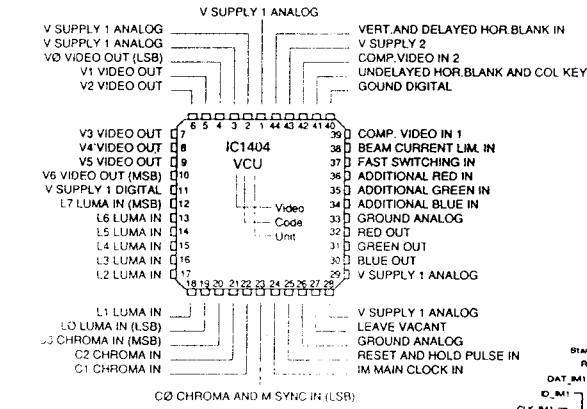 V SUPPLY 1 ANALOG
V SUPPLY 1 ANALOG
V SUPPLY 1 ANALOG
VØ VIDEO OUT (LSB)
V1 VIDEO OUT
V2 VIDEO OUT
VERT.AND DELAYED HOR.BLANK IN
V SUPPLY 2
COMP.VIDEO IN 2
UNDELAYED HOR.BLANK AND COL KEY
GOUND DIGITAL
6 5 4 3 2 1 44 43 42 41 40
V3 VIDEO OUT 7
V4 VIDEO OUT 8
V5 VIDEO OUT 9
V6 VIDEO OUT (MSB) 10
V SUPPLY 1 DIGITAL 11
L7 LUMA IN (MSB) 12
L6 LUMA IN 13
L5 LUMA IN 14
L4 LUMA IN 15
L3 LUMA IN 16
L2 LUMA IN 17
IC1404
VCU
Video
Code
Unit
39 COMP. VIDEO IN 1
38 BEAM CURRENT LIM. IN
37 FAST SWITCHING IN
36 ADDITIONAL RED IN
35 ADDITIONAL GREEN IN
34 ADDITIONAL BLUE IN
33 GROUND ANALOG
32 RED OUT
31 GREEN OUT
30 BLUE OUT
29 V SUPPLY 1 ANALOG
18 19 20 21 22 23 24 25 26 27 28
L1 LUMA IN
LØ LUMA IN (LSB)
CHROMA IN (MSB)
C2 CHROMA IN
C1 CHROMA IN
V SUPPLY 1 ANALOG
LEAVE VACANT
GROUND ANALOG
RESET AND HOLD PULSE IN
IM MAIN CLOCK IN
CØ CHROMA AND M SYNC IN (LSB)
DAT_IM1
ID_IM1